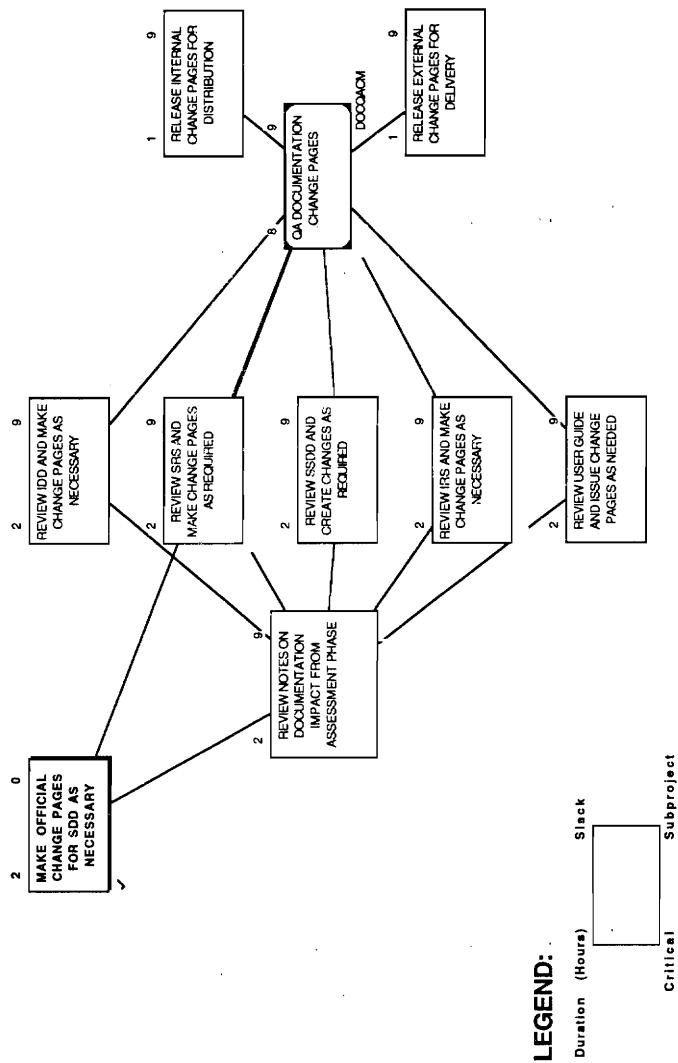 2 0
MAKE OFFICIAL
CHANGE PAGES
FOR SDD AS
NECESSARY
2 9
REVIEW NOTES ON
DOCUMENTATION
IMPACT FROM
ASSESSMENT PHASE
2 9
REVIEW IDD AND MAKE
CHANGE PAGES AS
NECESSARY
2 9
REVIEW SRS AND
MAKE CHANGE PAGES
AS REQUIRED
2 9
REVIEW SSDD AND
CREATE CHANGES AS
REQUIRED
2 9
REVIEW IRS AND MAKE
CHANGE PAGES AS
NECESSARY
2 9
REVIEW USER GUIDE
AND ISSUE CHANGE
PAGES AS NEEDED
8 9
QA DOCUMENTATION
CHANGE PAGES
DOCQACM
1 9
RELEASE INTERNAL
CHANGE PAGES FOR
DISTRIBUTION
1 9
RELEASE EXTERNAL
CHANGE PAGES FOR
DELIVERY
LEGEND:
Duration (Hours) Slack
Critical Subproject